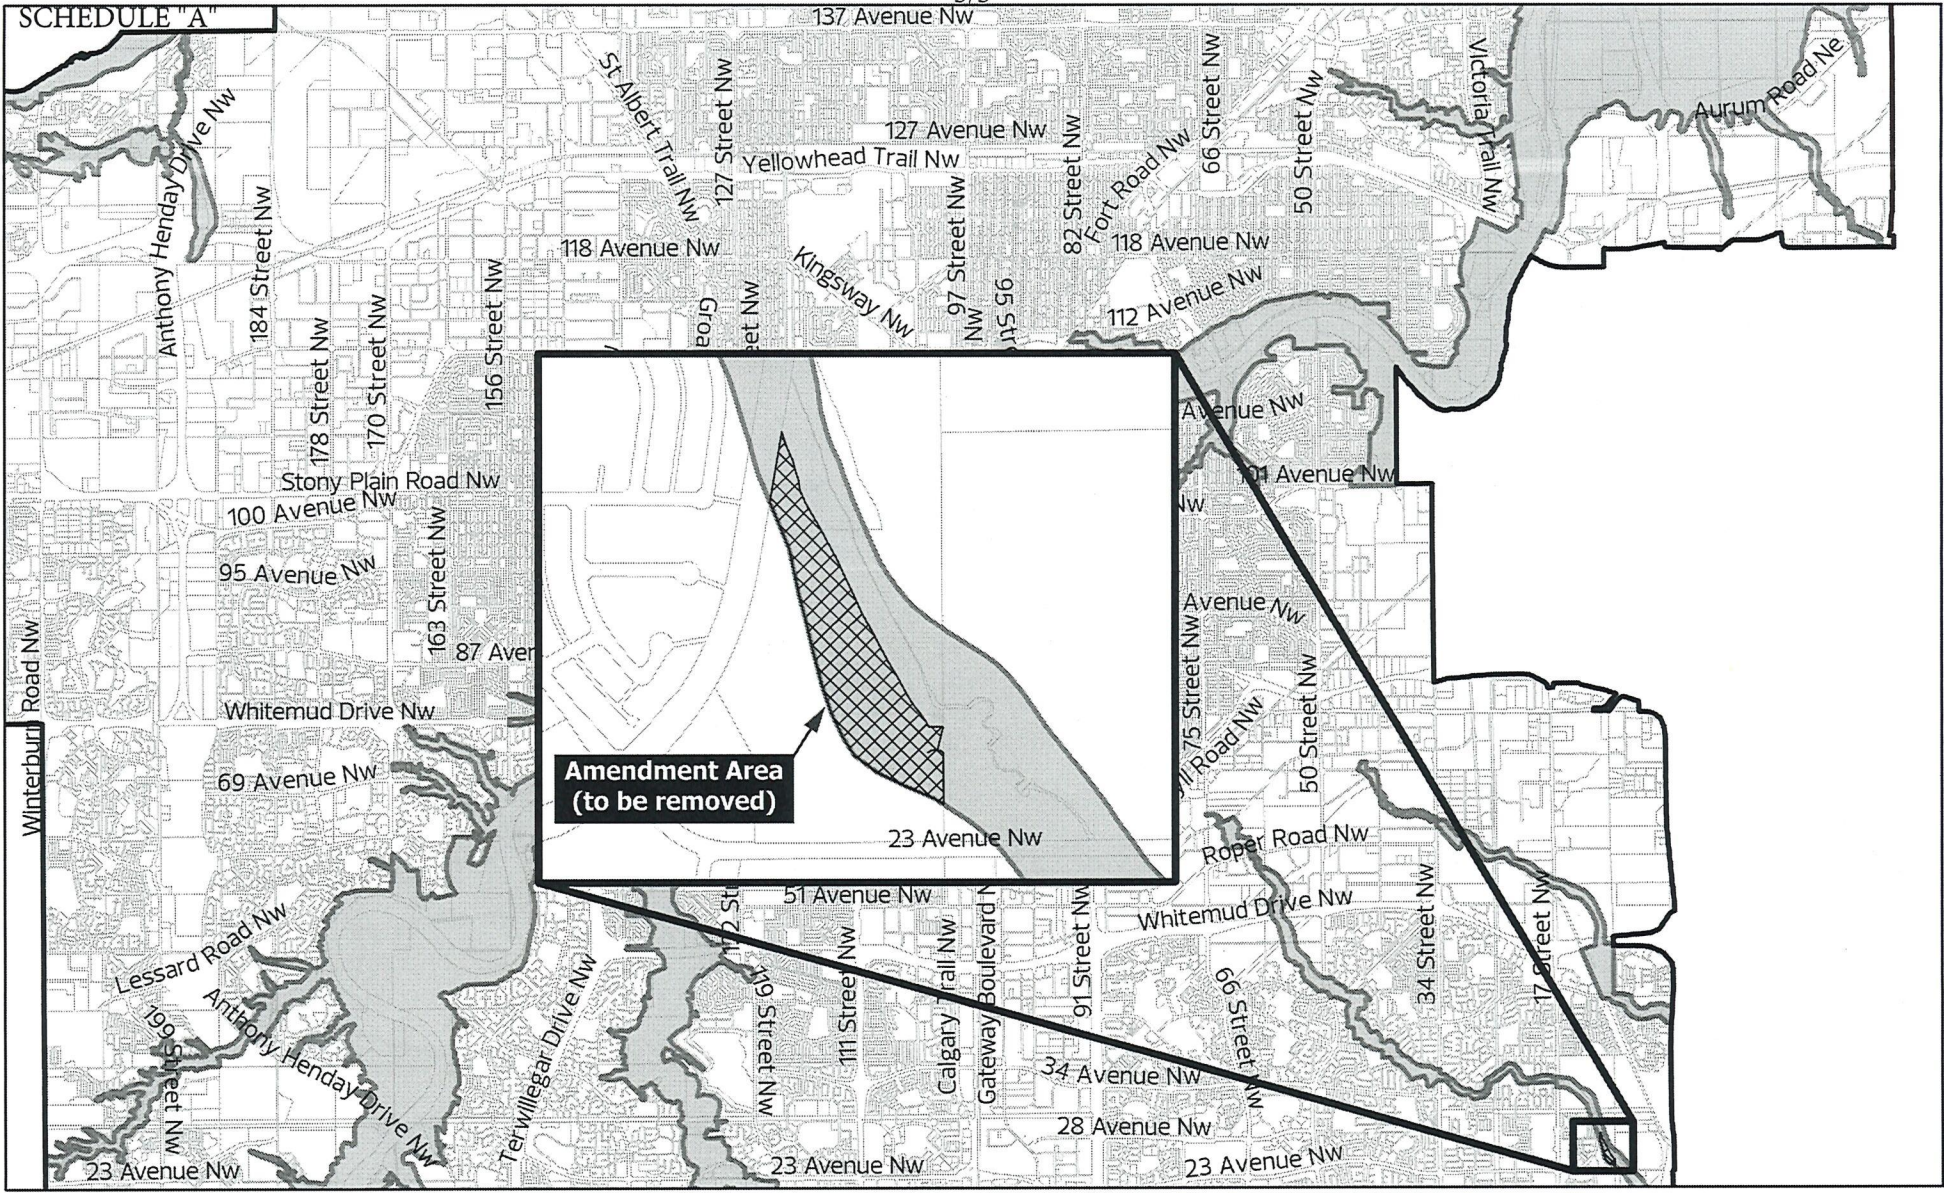 SCHEDULE "A"
137 Avenue Nw
St Albert Trail Nw
127 Street Nw
66 Street Nw
50 Street Nw
Victoria Trail Nw
Aurum Road Ne
127 Avenue Nw
Yellowhead Trail Nw
82 Street Nw
Fort Road Nw
Anthony Henday Drive Nw
184 Street Nw
118 Avenue Nw
Kingsway Nw
97 Street Nw
118 Avenue Nw
112 Avenue Nw
178 Street Nw
170 Street Nw
156 Street Nw
Nw
95
Avenue Nw
101 Avenue Nw
Stony Plain Road Nw
100 Avenue Nw
Nw
95 Avenue Nw
163 Street Nw
87
Avenue Nw
Winterburn Road Nw
Whitemud Drive Nw
75 Street Nw
Road Nw
50 Street Nw
69 Avenue Nw
Amendment Area
(to be removed)
23 Avenue Nw
Roper Road Nw
51 Avenue Nw
Whitemud Drive Nw
34 Street Nw
17 Street Nw
Lessard Road Nw
199 Street Nw
Anthony Henday Drive Nw
Terwillegar Drive Nw
119 Street Nw
111 Street Nw
Calgary Trail Nw
Gateway Boulevard
91 Street Nw
66 Street Nw
34 Avenue Nw
28 Avenue Nw
23 Avenue Nw
23 Avenue Nw
23 Avenue Nw